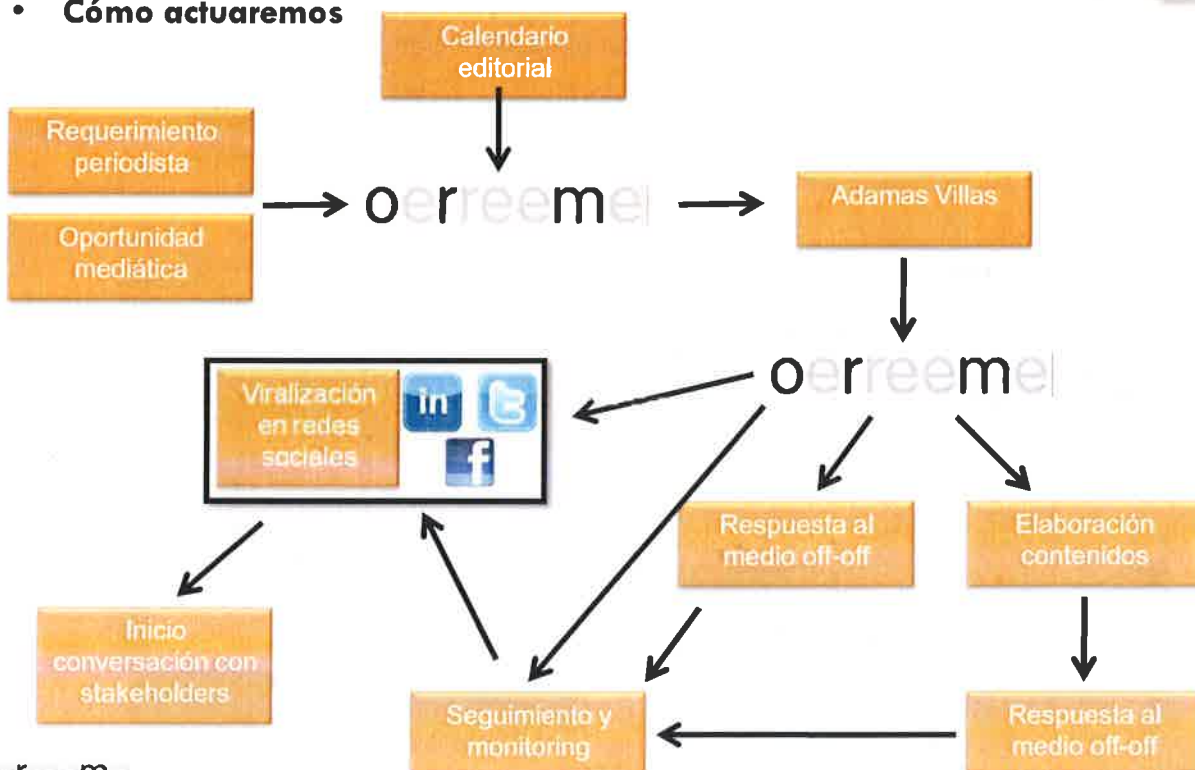 • Cómo actuaremos
Calendario
editorial
Requerimiento
periodista
Oportunidad
mediática
oerreeme
Adamas Villas
oerreeme
Viralización
en redes
sociales
in
f
Respuesta al
medio off-off
Elaboración
contenidos
Inicio
conversación con
stakeholders
Seguimiento y
monitoring
Respuesta al
medio off-off